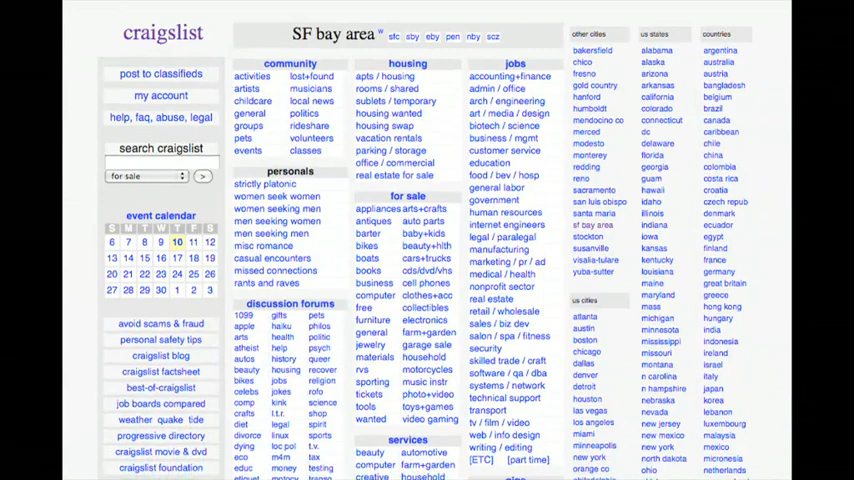 craigslist
post to classifieds
my account
help, faq, abuse, legal
search craigslist
for sale
>
event calendar
S M T W T F S
6 7 8 9 10 11 12
13 14 15 16 17 18 19
20 21 22 23 24 25 26
27 28 29 30 1 2 3
avoid scams & fraud
personal safety tips
craigslist blog
craigslist factsheet
best-of-craigslist
job boards compared
weather quake tide
progressive directory
craigslist movie & dvd
craigslist foundation
SF bay area w sfc sby eby pen nby scz
community
activities lost+found
artists musicians
childcare local news
general politics
groups rideshare
pets volunteers
events classes
personals
strictly platonic
women seek women
women seeking men
men seeking women
men seeking men
misc romance
casual encounters
missed connections
rants and raves
discussion forums
1099 gifts pets
apple haiku philos
arts health politic
atheist help psych
autos history queer
beauty housing recover
bikes jobs religion
celebs jokes rofo
comp kink science
crafts l.t.r. shop
diet legal spirit
divorce linux sports
dying loc pol t.v.
eco m4m tax
educ money testing
housing
apts / housing
rooms / shared
sublets / temporary
housing wanted
housing swap
vacation rentals
parking / storage
office / commercial
real estate for sale
for sale
appliances arts+crafts
antiques auto parts
barter baby+kids
bikes beauty+hlth
boats cars+trucks
books cds/dvd/vhs
business cell phones
computer clothes+acc
free collectibles
furniture electronics
general farm+garden
jewelry garage sale
materials household
rvs motorcycles
sporting music instr
tickets photo+video
tools toys+games
wanted video gaming
services
beauty automotive
computer farm+garden
creative household
jobs
accounting+finance
admin / office
arch / engineering
art / media / design
biotech / science
business / mgmt
customer service
education
food / bev / hosp
general labor
government
human resources
internet engineers
legal / paralegal
manufacturing
marketing / pr / ad
medical / health
nonprofit sector
real estate
retail / wholesale
sales / biz dev
salon / spa / fitness
security
skilled trade / craft
software / qa / dba
systems / network
technical support
transport
tv / film / video
web / info design
writing / editing
[ETC] [part time]
other cities
bakersfield
chico
fresno
gold country
hanford
humboldt
mendocino co
merced
modesto
monterey
redding
reno
sacramento
san luis obispo
santa maria
sf bay area
stockton
susanville
visalia-tulare
yuba-sutter
us cities
atlanta
austin
boston
chicago
dallas
denver
detroit
houston
las vegas
los angeles
miami
minneapolis
new york
orange co
philadelphia
us states
alabama
alaska
arizona
arkansas
california
colorado
connecticut
dc
delaware
florida
georgia
guam
hawaii
idaho
illinois
indiana
iowa
kansas
kentucky
louisiana
maine
maryland
mass
michigan
minnesota
mississippi
missouri
montana
n carolina
n hampshire
nebraska
nevada
new jersey
new mexico
new york
north dakota
ohio
countries
argentina
australia
austria
bangladesh
belgium
brazil
canada
caribbean
chile
china
colombia
costa rica
croatia
czech repub
denmark
ecuador
egypt
finland
france
germany
great britain
greece
hong kong
hungary
india
indonesia
ireland
israel
italy
japan
korea
lebanon
luxembourg
malaysia
mexico
micronesia
netherlands